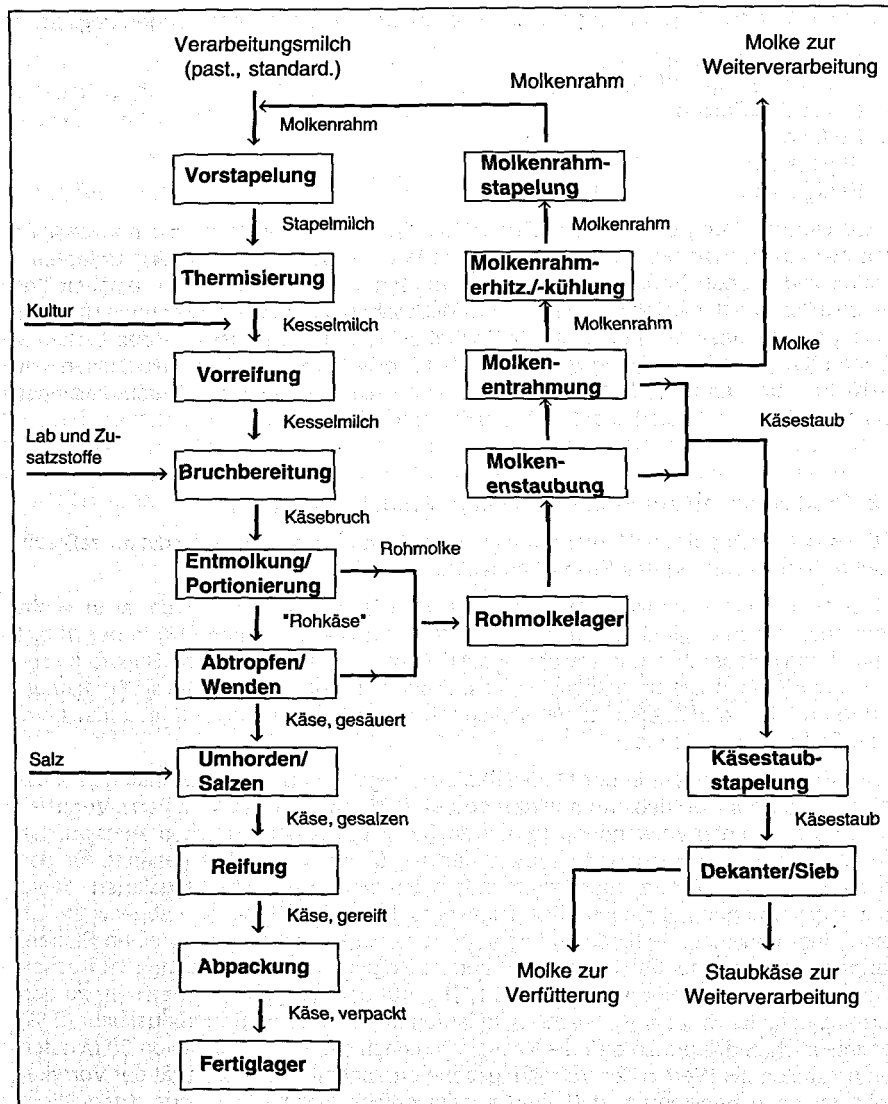 Verarbeitungsmilch
(past., standard.)
Molke zur
Weiterverarbeitung
Molkenrahm
Molkenrahm
Vorstapelung
Molkenrahm-
stapelung
Stapelmilch
Molkenrahm
Thermisierung
Molkenrahm-
erhitz./-kühlung
Kultur
Kesselmilch
Molkenrahm
Molke
Vorreifung
Molken-
entrahmung
Kesselmilch
Käsestaub
Lab und Zu-
satzstoffe
Bruchbereitung
Molken-
enstaubung
Käsebruch
Entmolkung/
Portionierung
Rohmolke
"Rohkäse"
Rohmolkelager
Abtropfen/
Wenden
Käse, gesäuert
Salz
Umhorden/
Salzen
Käsestaub-
stapelung
Käse, gesalzen
Käsestaub
Reifung
Dekanter/Sieb
Käse, gereift
Abpackung
Molke zur
Verfütterung
Staubkäse zur
Weiterverarbeitung
Käse, verpackt
Fertiglager